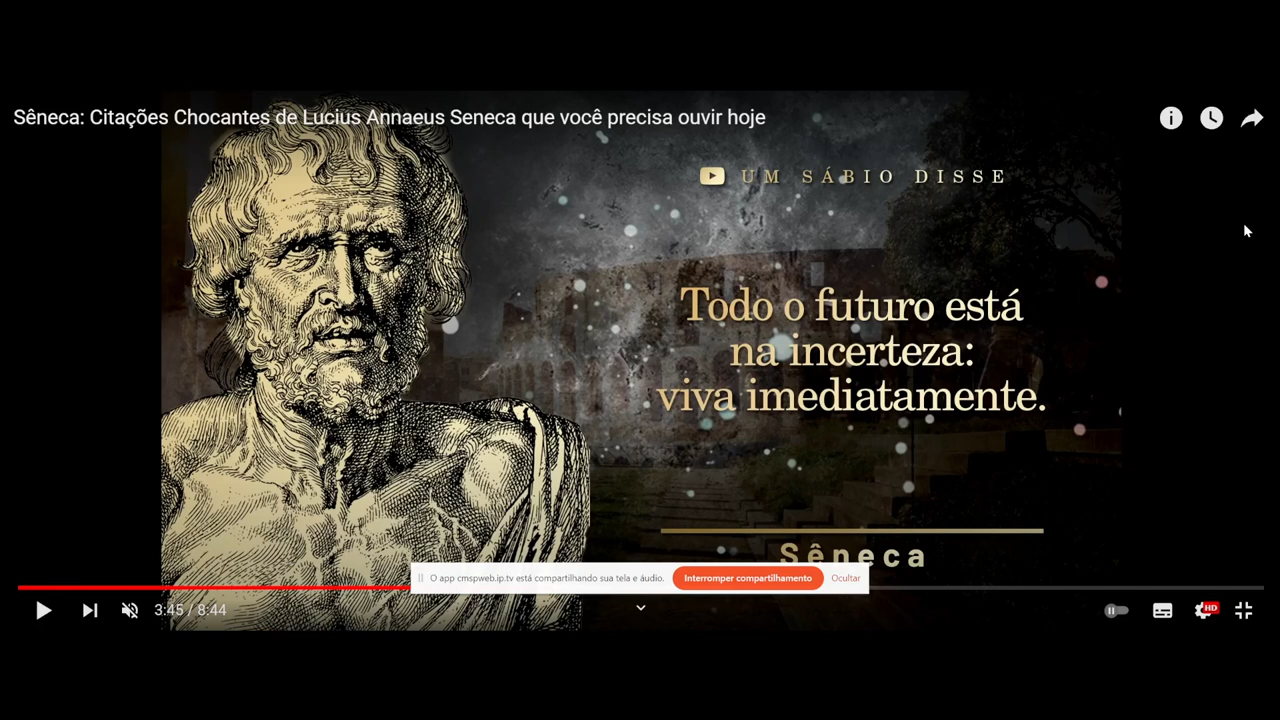 Sêneca: Citações Chocantes de Lucius Annaeus Seneca que você precisa ouvir hoje
UM SÁBIO DISSE
Todo o futuro está
na incerteza:
viva imediatamente.
Sêneca
O app cmspweb.ip.tv está compartilhando sua tela e áudio. Interromper compartilhamento Ocultar
3:45 / 8:44 HD